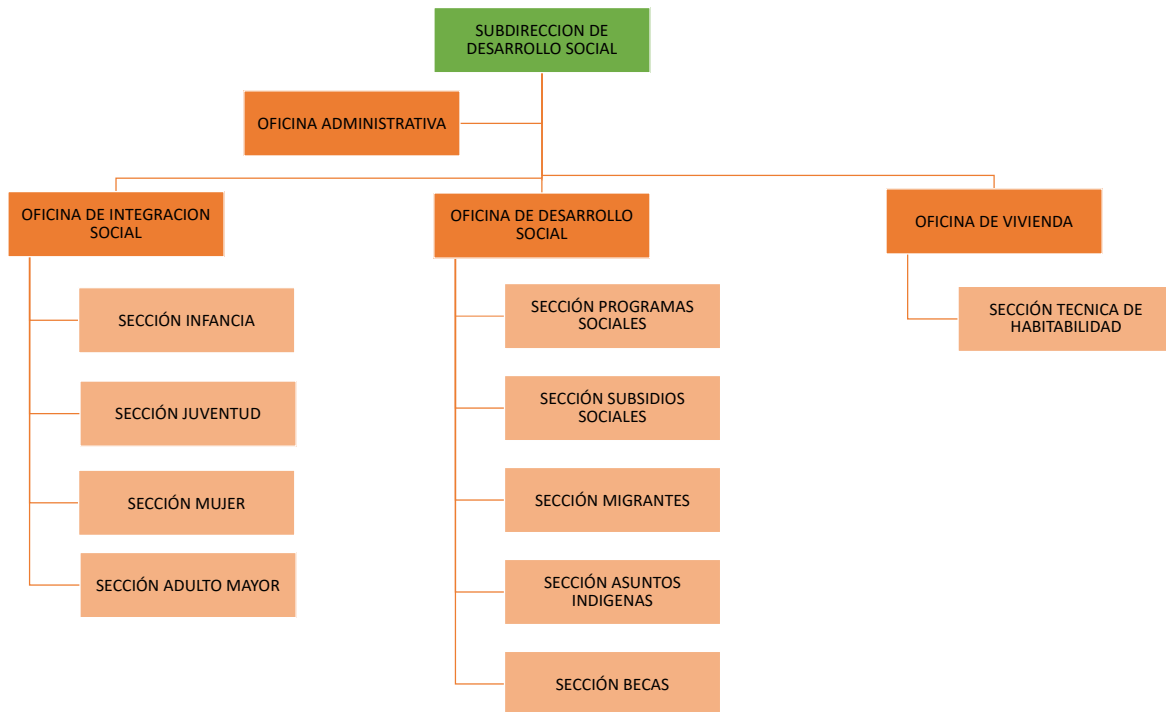 SUBDIRECCION DE
DESARROLLO SOCIAL
OFICINA ADMINISTRATIVA
OFICINA DE INTEGRACION
SOCIAL
SECCIÓN INFANCIA
SECCIÓN JUVENTUD
SECCIÓN MUJER
SECCIÓN ADULTO MAYOR
OFICINA DE DESARROLLO
SOCIAL
SECCIÓN PROGRAMAS
SOCIALES
SECCIÓN SUBSIDIOS
SOCIALES
SECCIÓN MIGRANTES
SECCIÓN ASUNTOS
INDIGENAS
SECCIÓN BECAS
OFICINA DE VIVIENDA
SECCIÓN TECNICA DE
HABITABILIDAD